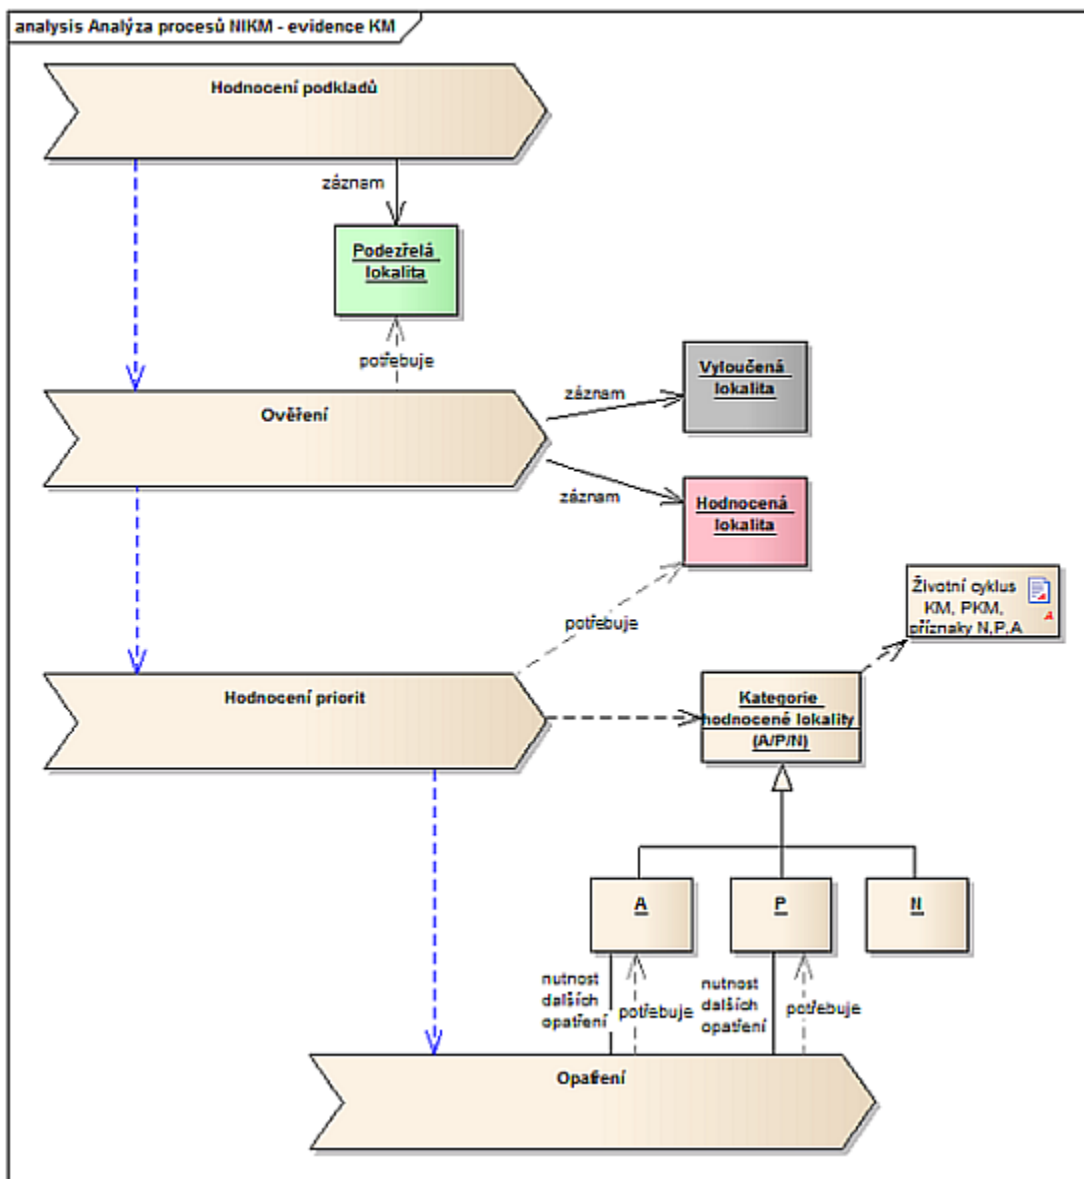 analysis Analýza procesů NIKM - evidence KM
Hodnocení podkladů
záznam
Podezřelá
lokalita
potřebuje
Vyloučená
lokalita
záznam
Ověření
záznam
Hodnocená
lokalita
potřebuje
Životní cyklus
KM, PKM,
příznaky N,P,A
A
Hodnocení priorit
Kategorie
hodnocené lokality
(A/P/N)
A
P
N
nutnost
dalších
opatření
potřebuje
nutnost
dalších
opatření
potřebuje
Opatření